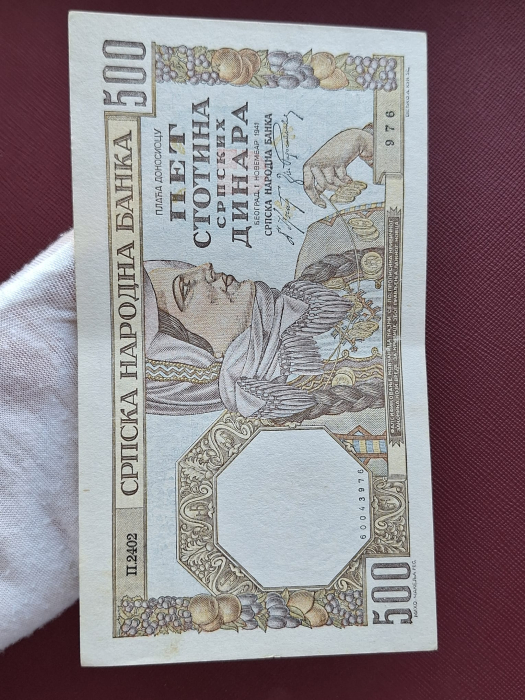 500
СРПСКА НАРОДНА БАНКА
П.2402
ПЛАЋА ДОНОСИОЦУ
ПЕТ
СТОТИНА
СРПСКИХ
ДИНАРА
БЕОГРАД, 1 НОВЕМБАР 1941
СРПСКА НАРОДНА БАНКА
976
60043976
500